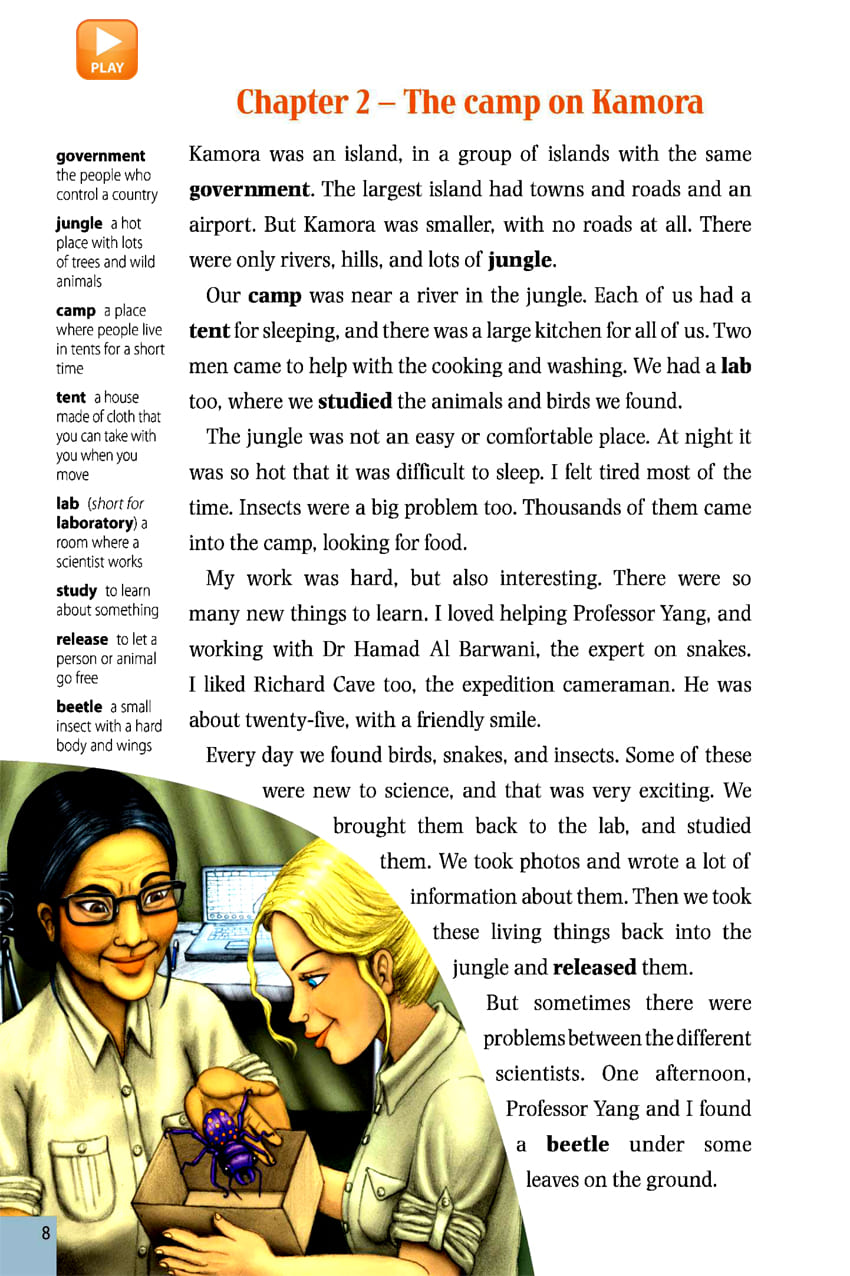 PLAY
Chapter 2 – The camp on Kamora
government
the people who
control a country
jungle a hot
place with lots
of trees and wild
animals
camp a place
where people live
in tents for a short
time
tent a house
made of cloth that
you can take with
you when you
move
lab (short for
laboratory) a
room where a
scientist works
study to learn
about something
release to let a
person or animal
go free
beetle a small
insect with a hard
body and wings
Kamora was an island, in a group of islands with the same
government. The largest island had towns and roads and an
airport. But Kamora was smaller, with no roads at all. There
were only rivers, hills, and lots of jungle.
Our camp was near a river in the jungle. Each of us had a
tent for sleeping, and there was a large kitchen for all of us. Two
men came to help with the cooking and washing. We had a lab
too, where we studied the animals and birds we found.
The jungle was not an easy or comfortable place. At night it
was so hot that it was difficult to sleep. I felt tired most of the
time. Insects were a big problem too. Thousands of them came
into the camp, looking for food.
My work was hard, but also interesting. There were so
many new things to learn. I loved helping Professor Yang, and
working with Dr Hamad Al Barwani, the expert on snakes.
I liked Richard Cave too, the expedition cameraman. He was
about twenty-five, with a friendly smile.
Every day we found birds, snakes, and insects. Some of these
were new to science, and that was very exciting. We
brought them back to the lab, and studied
them. We took photos and wrote a lot of
information about them. Then we took
these living things back into the
jungle and released them.
But sometimes there were
problems between the different
scientists. One afternoon,
Professor Yang and I found
a beetle under some
leaves on the ground.
8